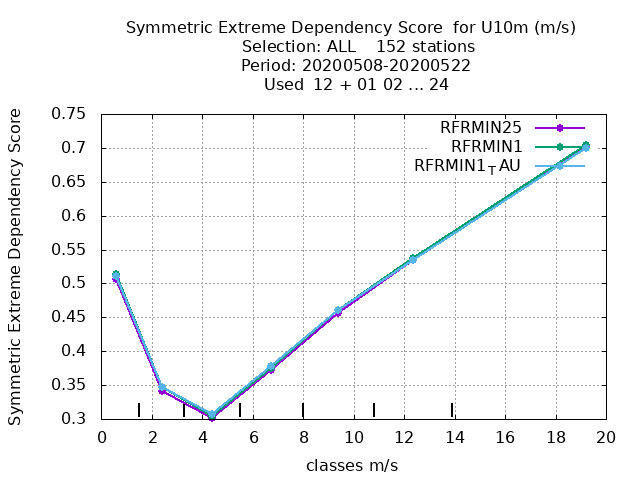 Symmetric Extreme Dependency Score for U10m (m/s)
Selection: ALL 152 stations
Period: 20200508-20200522
Used 12 + 01 02 ... 24
Symmetric Extreme Dependency Score
0.75
0.7
0.65
0.6
0.55
0.5
0.45
0.4
0.35
0.3
RFRMIN25
RFRMIN1
RFRMIN1TAU
0 2 4 6 8 10 12 14 16 18 20
classes m/s